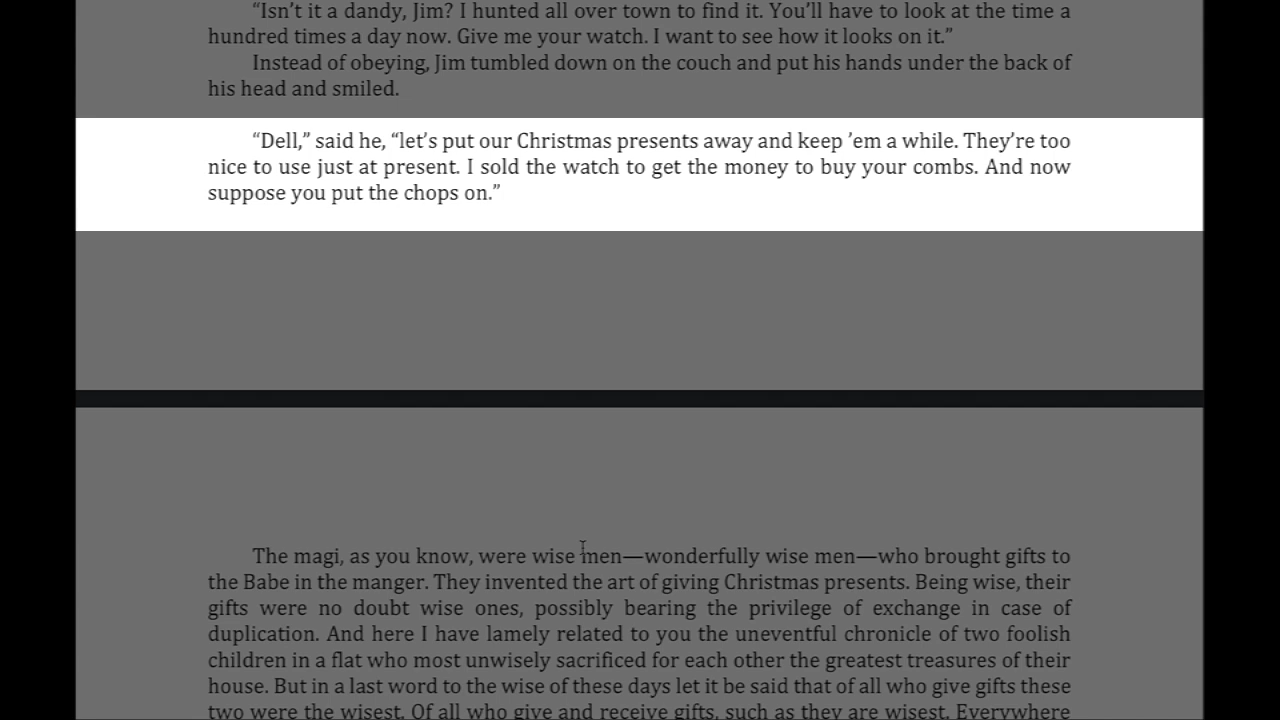 “Isn’t it a dandy, Jim? I hunted all over town to find it. You’ll have to look at the time a
hundred times a day now. Give me your watch. I want to see how it looks on it.”
Instead of obeying, Jim tumbled down on the couch and put his hands under the back of
his head and smiled.
“Dell,” said he, “let’s put our Christmas presents away and keep ’em a while. They’re too
nice to use just at present. I sold the watch to get the money to buy your combs. And now
suppose you put the chops on.”
The magi, as you know, were wise men—wonderfully wise men—who brought gifts to
the Babe in the manger. They invented the art of giving Christmas presents. Being wise, their
gifts were no doubt wise ones, possibly bearing the privilege of exchange in case of
duplication. And here I have lamely related to you the uneventful chronicle of two foolish
children in a flat who most unwisely sacrificed for each other the greatest treasures of their
house. But in a last word to the wise of these days let it be said that of all who give gifts these
two were the wisest. Of all who give and receive gifts, such as they are wisest. Everywhere